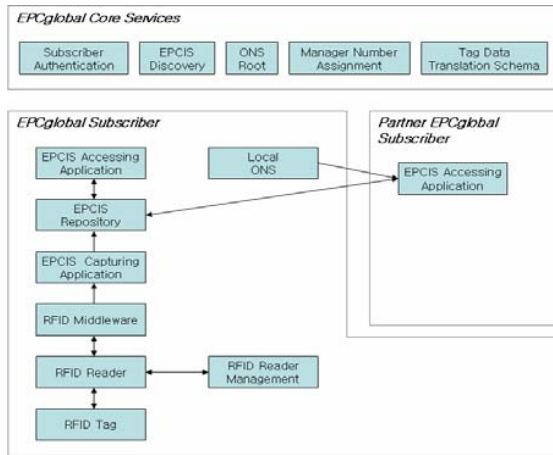 EPCglobal Core Services
Subscriber
Authentication
EPCIS
Discovery
ONS
Root
Manager Number
Assignment
Tag Data
Translation Schema
EPCglobal Subscriber
Partner EPCglobal
Subscriber
EPCIS Accessing
Application
Local
ONS
EPCIS Accessing
Application
EPCIS
Repository
EPCIS Capturing
Application
RFID Middleware
RFID Reader
RFID Reader
Management
RFID Tag